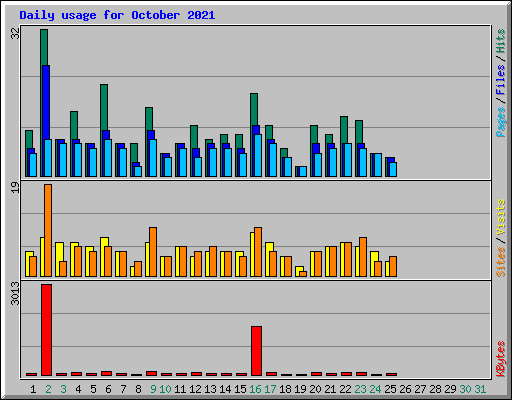 Daily usage for October 2021
32
Pages / Files / Hits
19
Sites / Visits
3013
KBytes
1 2 3 4 5 6 7 8 9 10 11 12 13 14 15 16 17 18 19 20 21 22 23 24 25 26 27 28 29 30 31